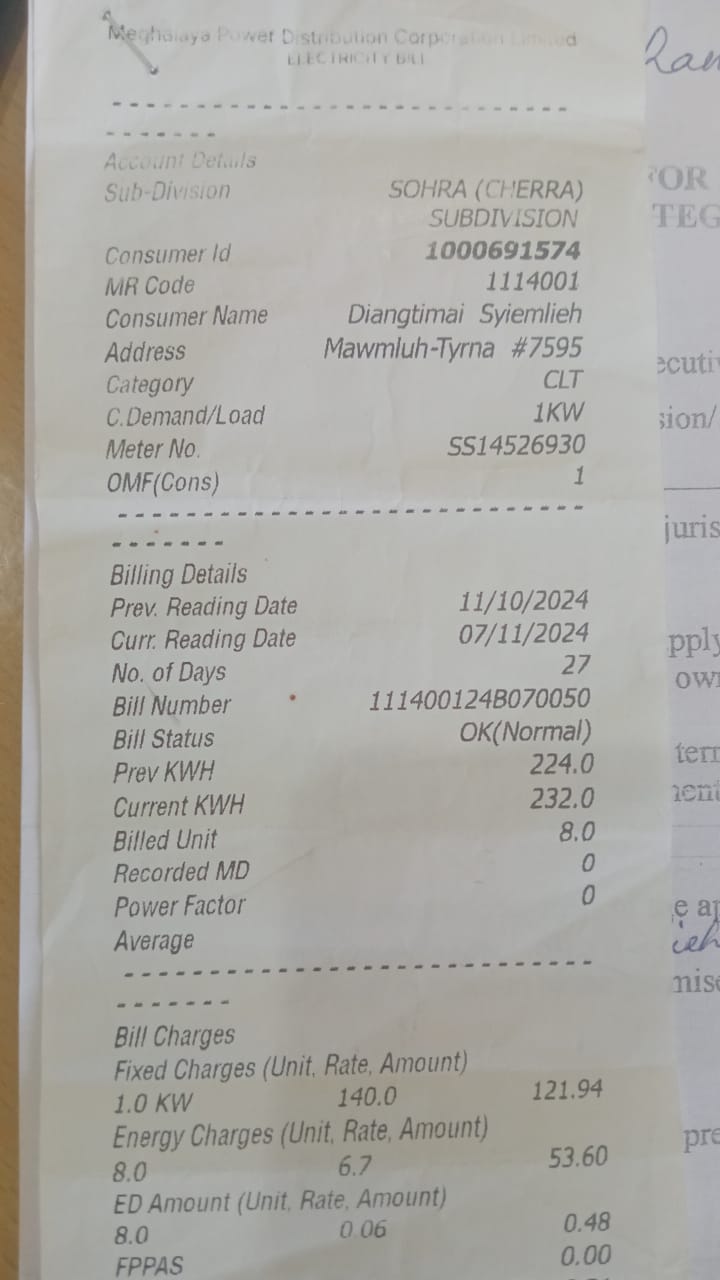 Meghalaya Power Distribution Corporation Limited
ELECTRICITY BILL
------------------------------
-------
Account Details
Sub-Division SOHRA (CHERRA)
SUBDIVISION
Consumer Id 1000691574
MR Code 1114001
Consumer Name Diangtimai Syiemlieh
Address Mawmluh-Tyrna #7595
Category CLT
C.Demand/Load 1KW
Meter No. SS14526930
OMF(Cons) 1
------------------------------
-------
Billing Details
Prev. Reading Date 11/10/2024
Curr. Reading Date 07/11/2024
No. of Days 27
Bill Number 111400124B070050
Bill Status OK(Normal)
Prev KWH 224.0
Current KWH 232.0
Billed Unit 8.0
Recorded MD 0
Power Factor 0
Average
------------------------------
-------
Bill Charges
Fixed Charges (Unit, Rate, Amount)
1.0 KW 140.0 121.94
Energy Charges (Unit, Rate, Amount)
8.0 6.7 53.60
ED Amount (Unit, Rate, Amount)
8.0 0.06 0.48
FPPAS 0.00
FOR